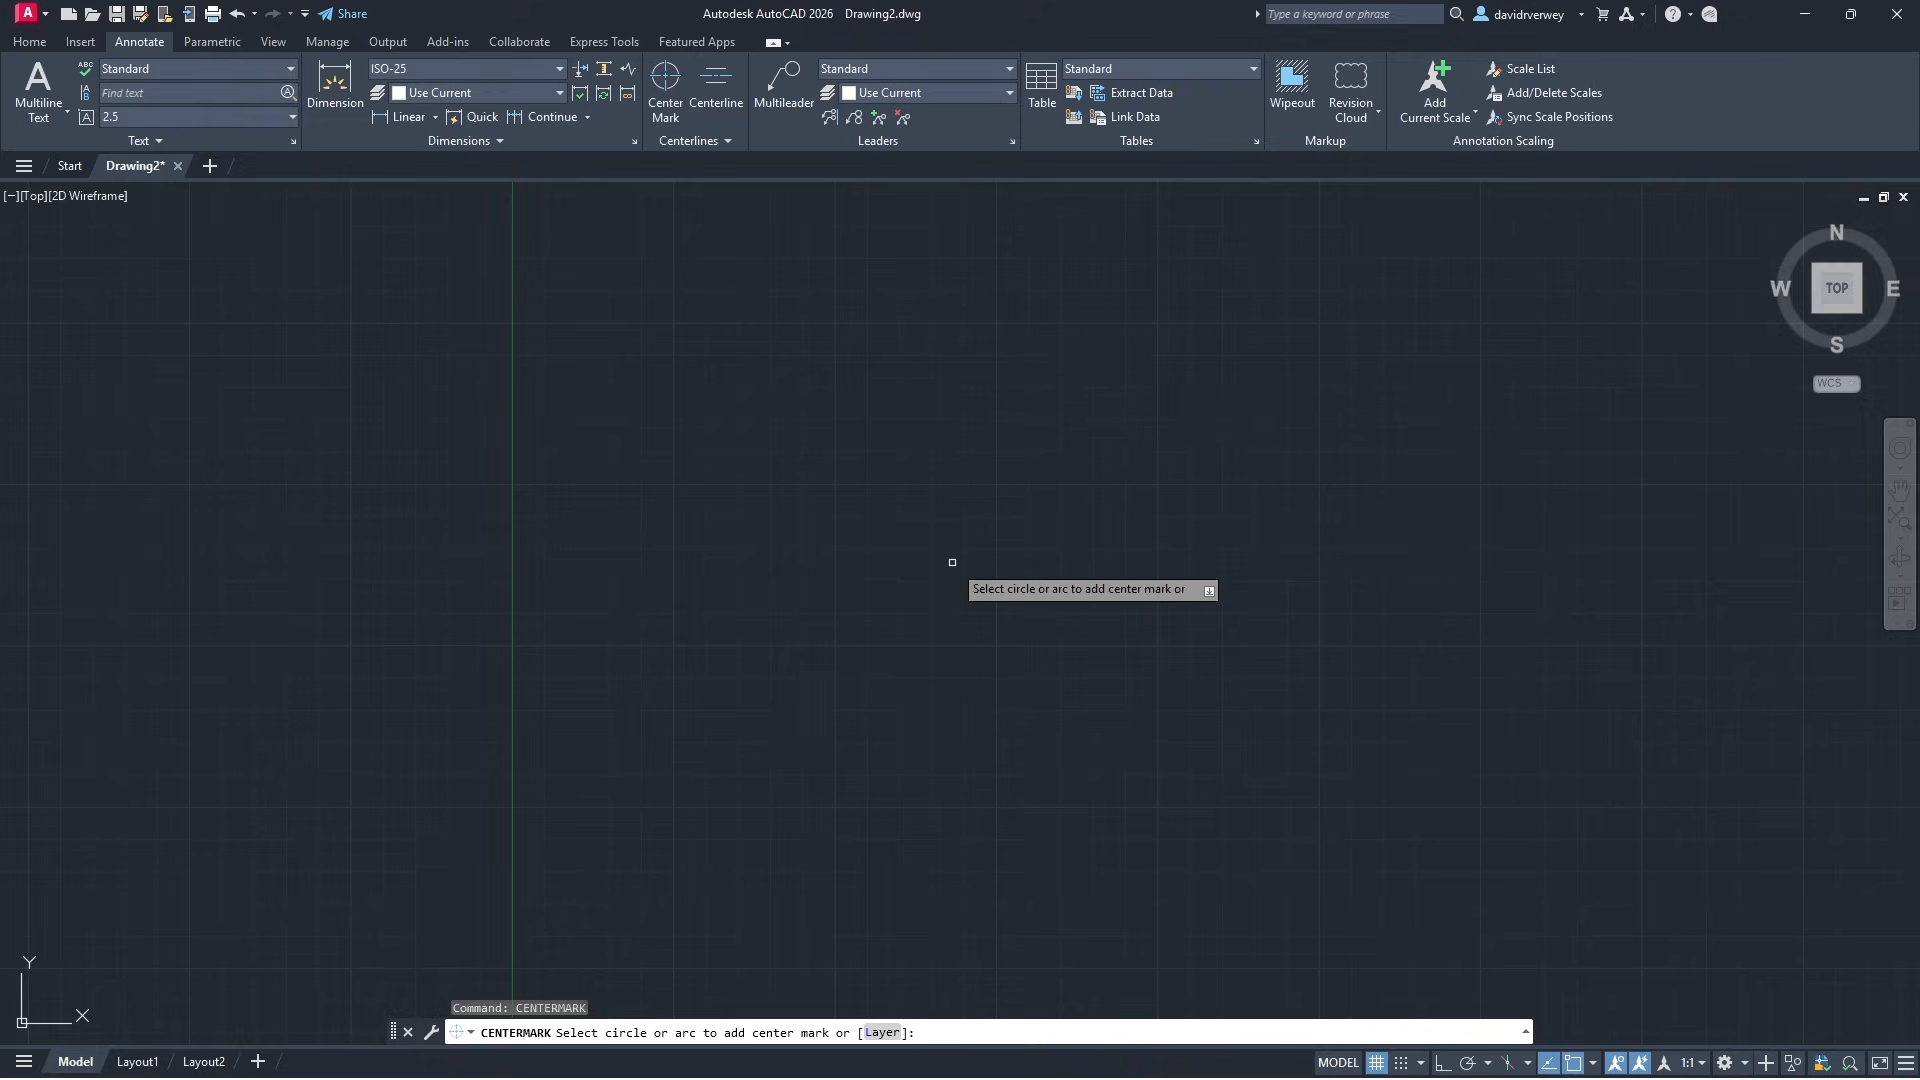 A Share Autodesk AutoCAD 2026 Drawing2.dwg Type a keyword or phrase davidrverwey
Home Insert Annotate Parametric View Manage Output Add-ins Collaborate Express Tools Featured Apps
A Multiline Text
ABC Standard
Find text
2.5
Text
Dimension
ISO-25
Use Current
Linear Quick Continue
Dimensions
Center Mark
Centerline
Centerlines
Multileader
Standard
Use Current
Leaders
Table
Standard
Extract Data
Link Data
Tables
Wipeout
Revision Cloud
Markup
Add Current Scale
Scale List
Add/Delete Scales
Sync Scale Positions
Annotation Scaling
Start Drawing2*
[−][Top][2D Wireframe]
N
W TOP E
S
WCS
Select circle or arc to add center mark or
Y
X
Command: CENTERMARK
CENTERMARK Select circle or arc to add center mark or [Layer]:
Model Layout1 Layout2 MODEL 1:1